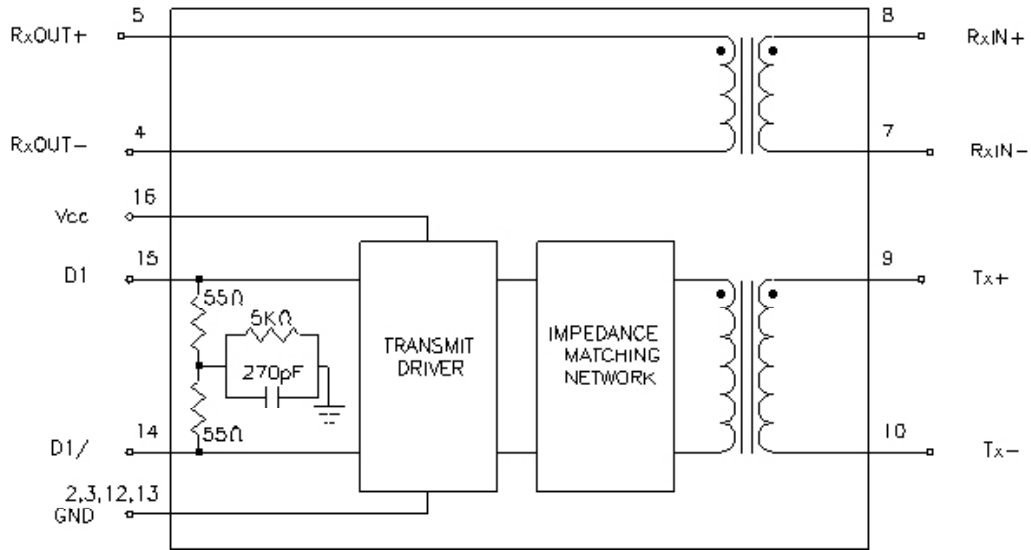 5
8
RxOUT+
RxIN+
4
7
RxOUT-
RxIN-
16
Vcc
15
9
D1
Tx+
55Ω
5KΩ
270pF
TRANSMIT
DRIVER
IMPEDANCE
MATCHING
NETWORK
14
55Ω
10
D1/
Tx-
2,3,12,13
GND